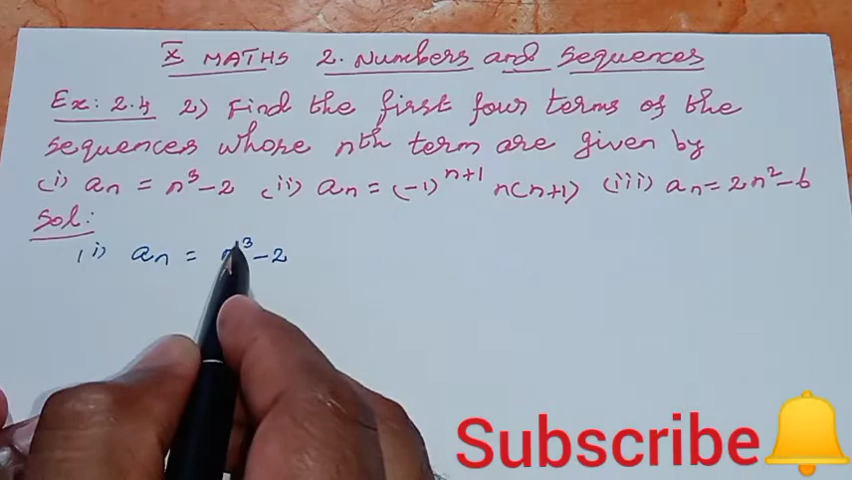 X MATHS 2. Numbers and Sequences
Ex: 2.4 2) Find the first four terms of the
sequences whose nth term are given by
(i) aₙ = n³ - 2 (ii) aₙ = (-1)ⁿ⁺¹ n(n+1) (iii) aₙ = 2n² - 6
Sol:
(i) aₙ = n³ - 2
Subscribe